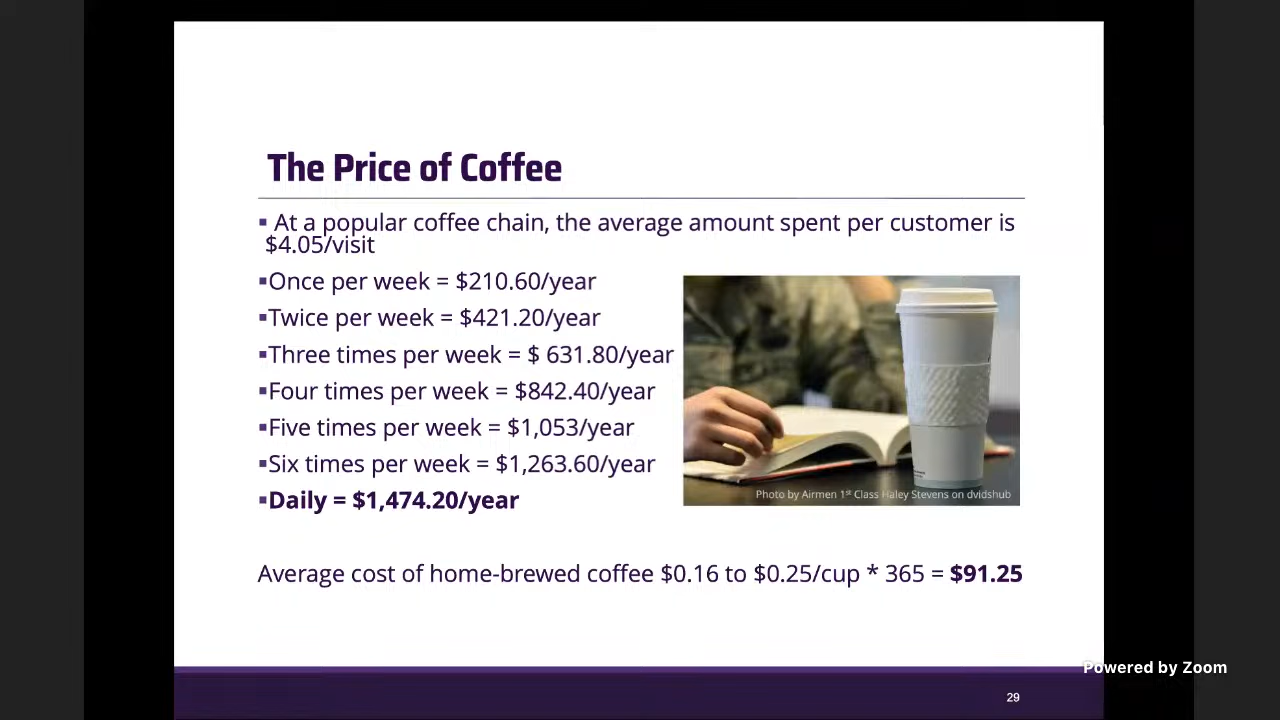 The Price of Coffee
▪ At a popular coffee chain, the average amount spent per customer is
$4.05/visit
▪Once per week = $210.60/year
▪Twice per week = $421.20/year
▪Three times per week = $ 631.80/year
▪Four times per week = $842.40/year
▪Five times per week = $1,053/year
▪Six times per week = $1,263.60/year
▪Daily = $1,474.20/year
Photo by Airmen 1st Class Haley Stevens on dvidshub
Average cost of home-brewed coffee $0.16 to $0.25/cup * 365 = $91.25
Powered by Zoom
29